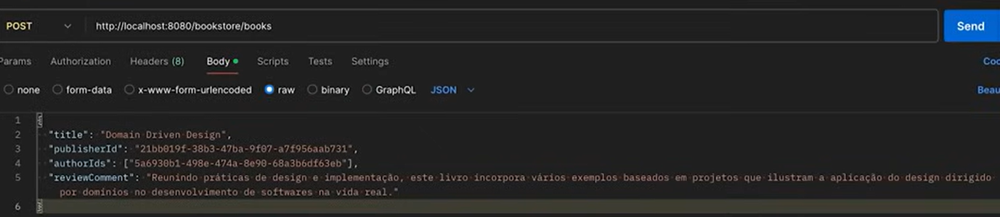 POST http://localhost:8080/bookstore/books Send
Params Authorization Headers (8) Body Scripts Tests Settings
none form-data x-www-form-urlencoded raw binary GraphQL JSON
1 {
2 "title": "Domain Driven Design",
3 "publisherId": "21bb019f-38b3-47ba-9f07-a7f956aab731",
4 "authorIds": ["5a6930b1-498e-474a-8e90-68a3b6df63eb"],
5 "reviewComment": "Reunindo práticas de design e implementação, este livro incorpora vários exemplos baseados em projetos que ilustram a aplicação do design dirigido
por domínios no desenvolvimento de softwares na vida real."
6 }